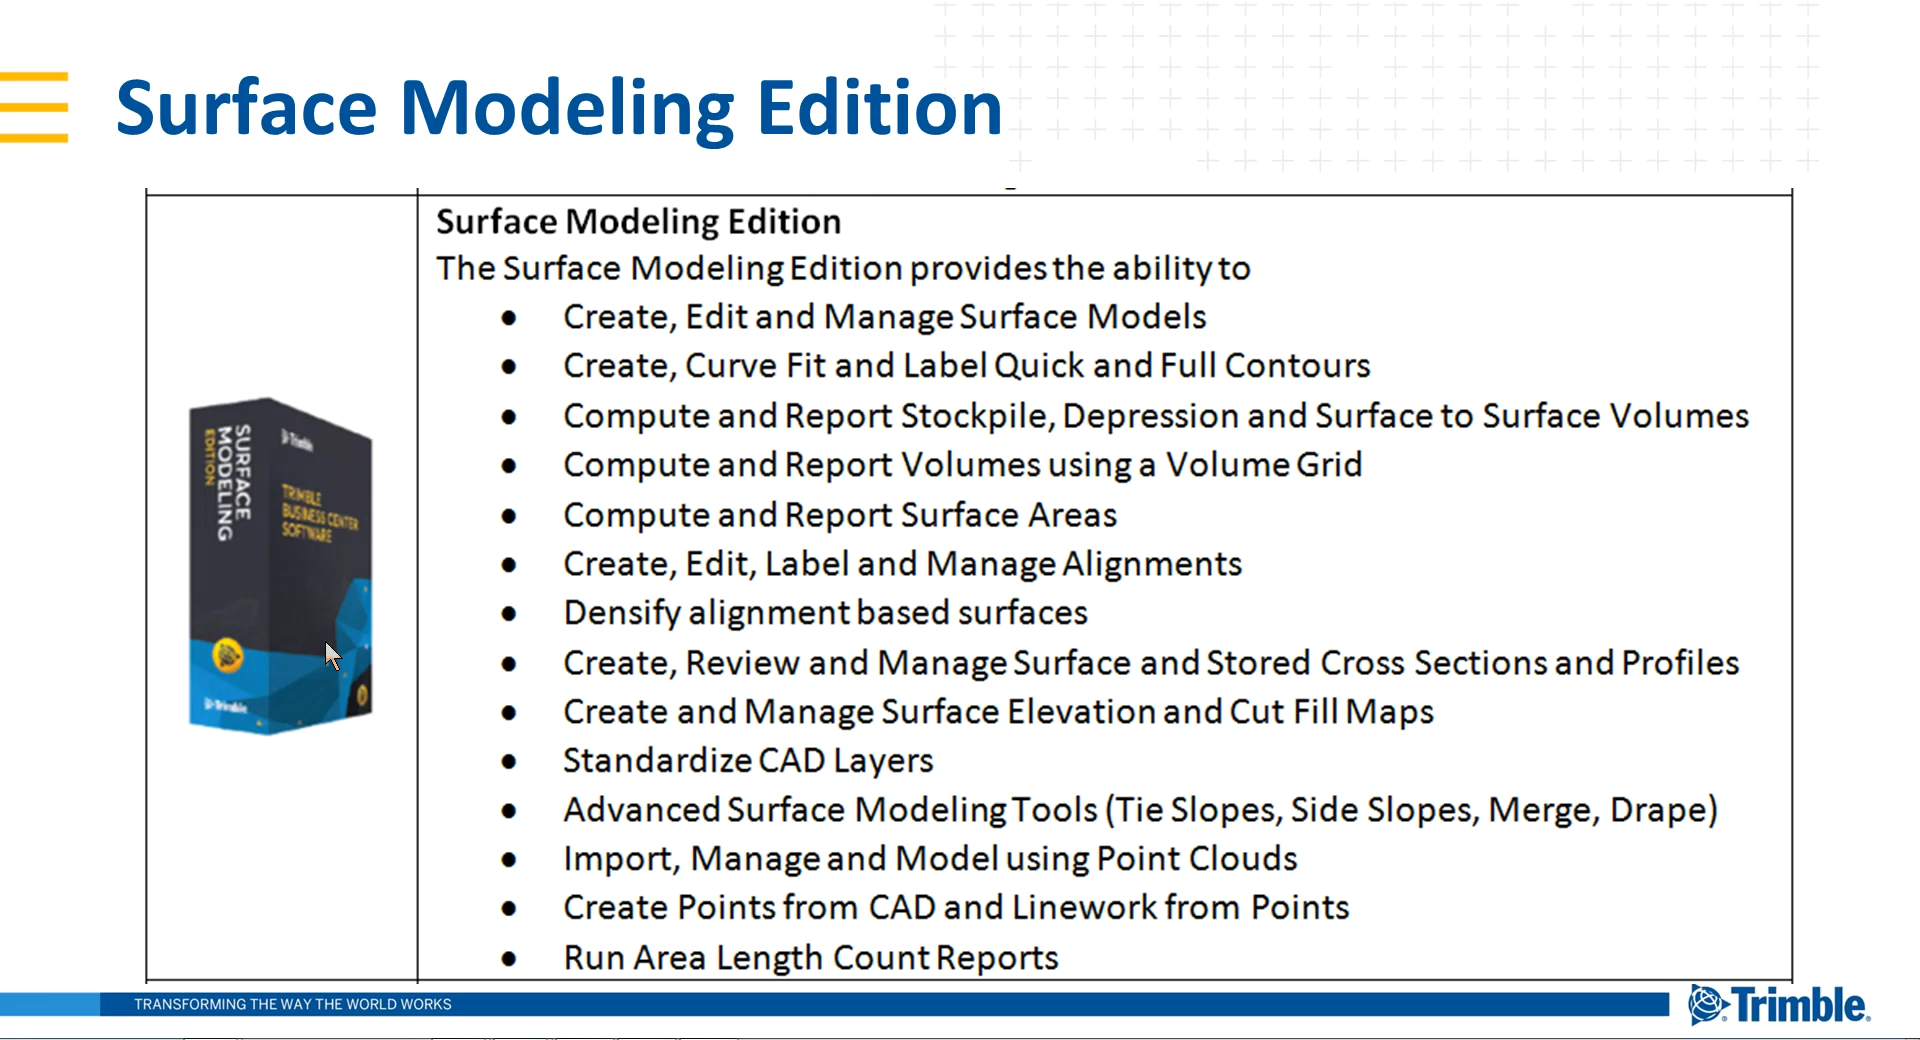 Surface Modeling Edition
Surface Modeling Edition
The Surface Modeling Edition provides the ability to
• Create, Edit and Manage Surface Models
• Create, Curve Fit and Label Quick and Full Contours
• Compute and Report Stockpile, Depression and Surface to Surface Volumes
• Compute and Report Volumes using a Volume Grid
• Compute and Report Surface Areas
• Create, Edit, Label and Manage Alignments
• Densify alignment based surfaces
• Create, Review and Manage Surface and Stored Cross Sections and Profiles
• Create and Manage Surface Elevation and Cut Fill Maps
• Standardize CAD Layers
• Advanced Surface Modeling Tools (Tie Slopes, Side Slopes, Merge, Drape)
• Import, Manage and Model using Point Clouds
• Create Points from CAD and Linework from Points
• Run Area Length Count Reports
SURFACE
MODELING
EDITION
Trimble
TRIMBLE
BUSINESS CENTER
SOFTWARE
Trimble
TRANSFORMING THE WAY THE WORLD WORKS
Trimble